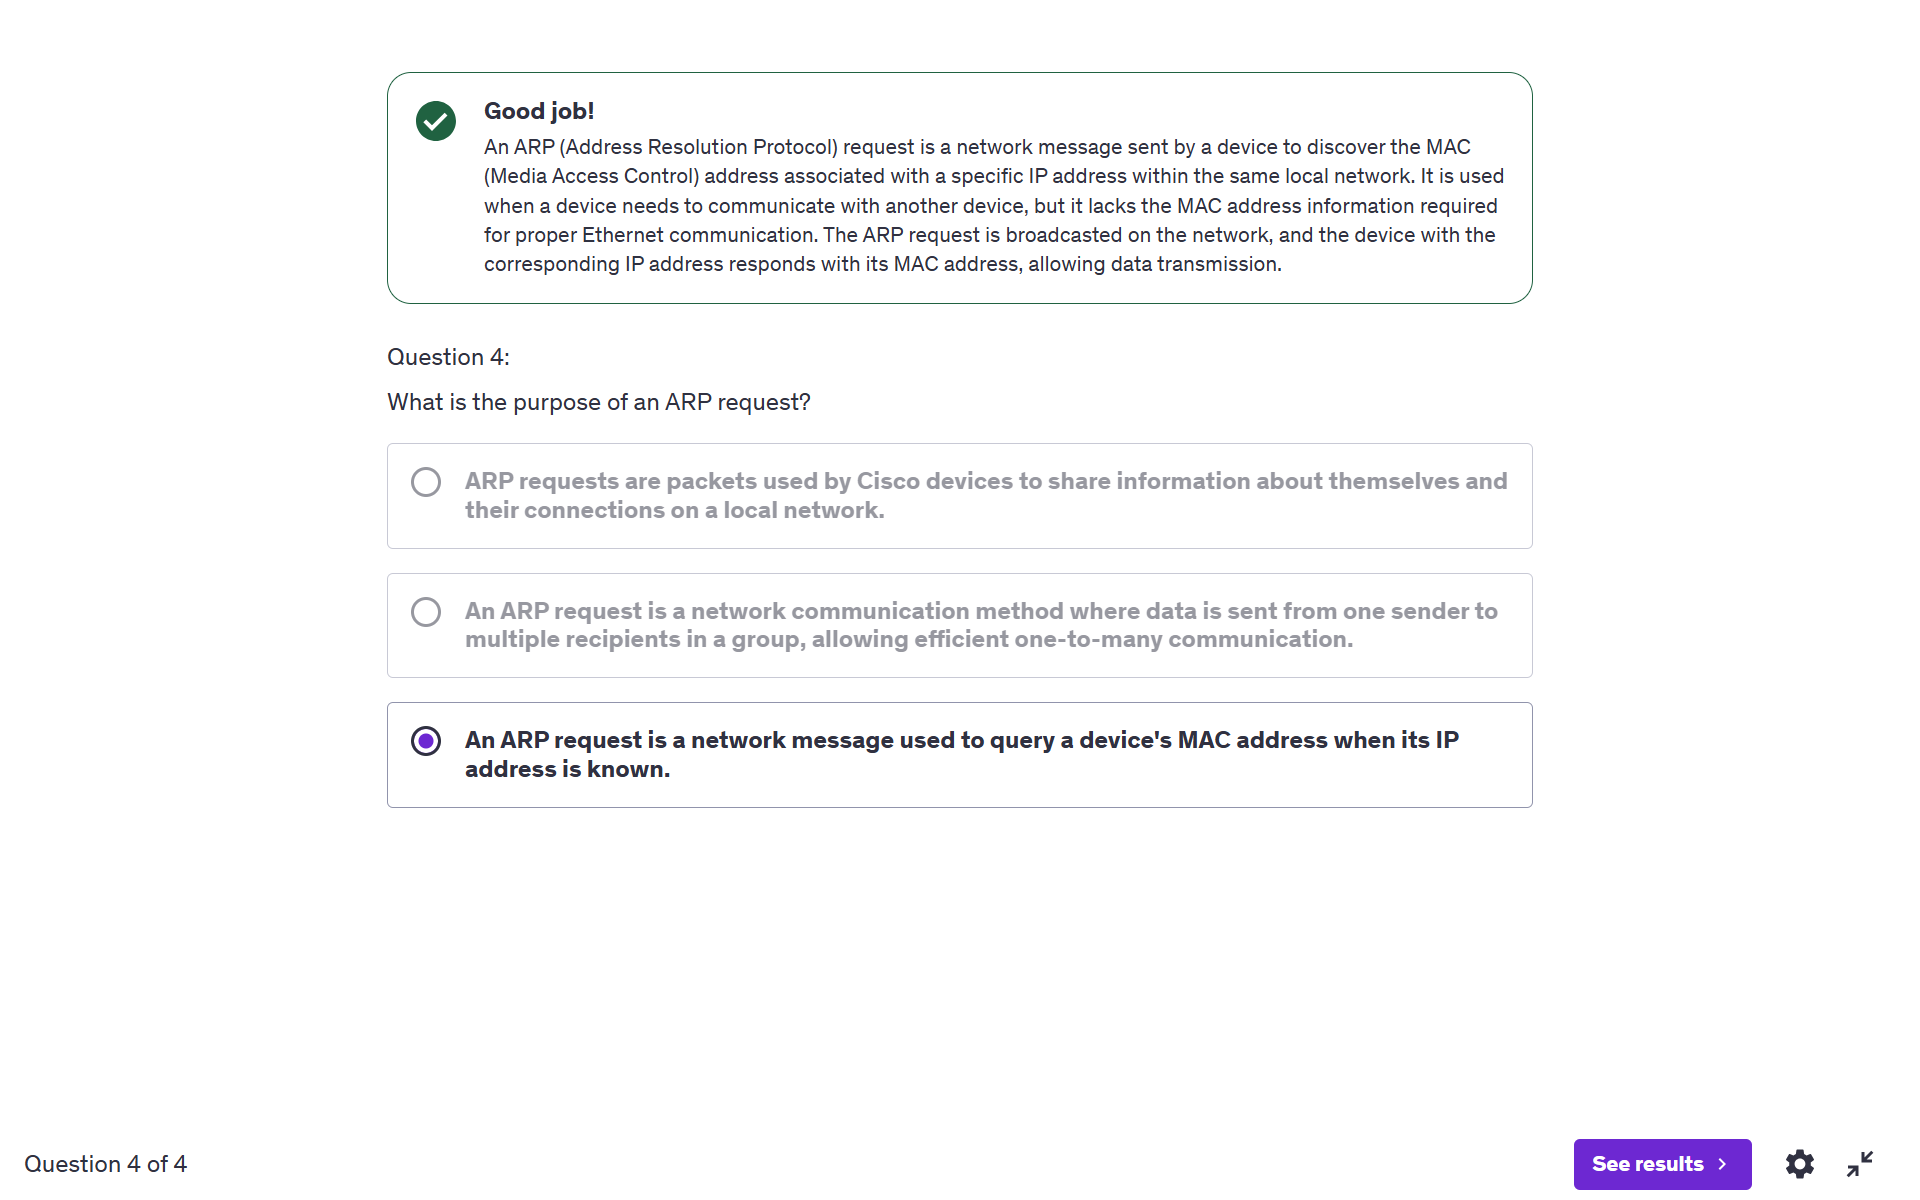 Good job!
An ARP (Address Resolution Protocol) request is a network message sent by a device to discover the MAC
(Media Access Control) address associated with a specific IP address within the same local network. It is used
when a device needs to communicate with another device, but it lacks the MAC address information required
for proper Ethernet communication. The ARP request is broadcasted on the network, and the device with the
corresponding IP address responds with its MAC address, allowing data transmission.
Question 4:
What is the purpose of an ARP request?
ARP requests are packets used by Cisco devices to share information about themselves and
their connections on a local network.
An ARP request is a network communication method where data is sent from one sender to
multiple recipients in a group, allowing efficient one-to-many communication.
An ARP request is a network message used to query a device's MAC address when its IP
address is known.
Question 4 of 4
See results